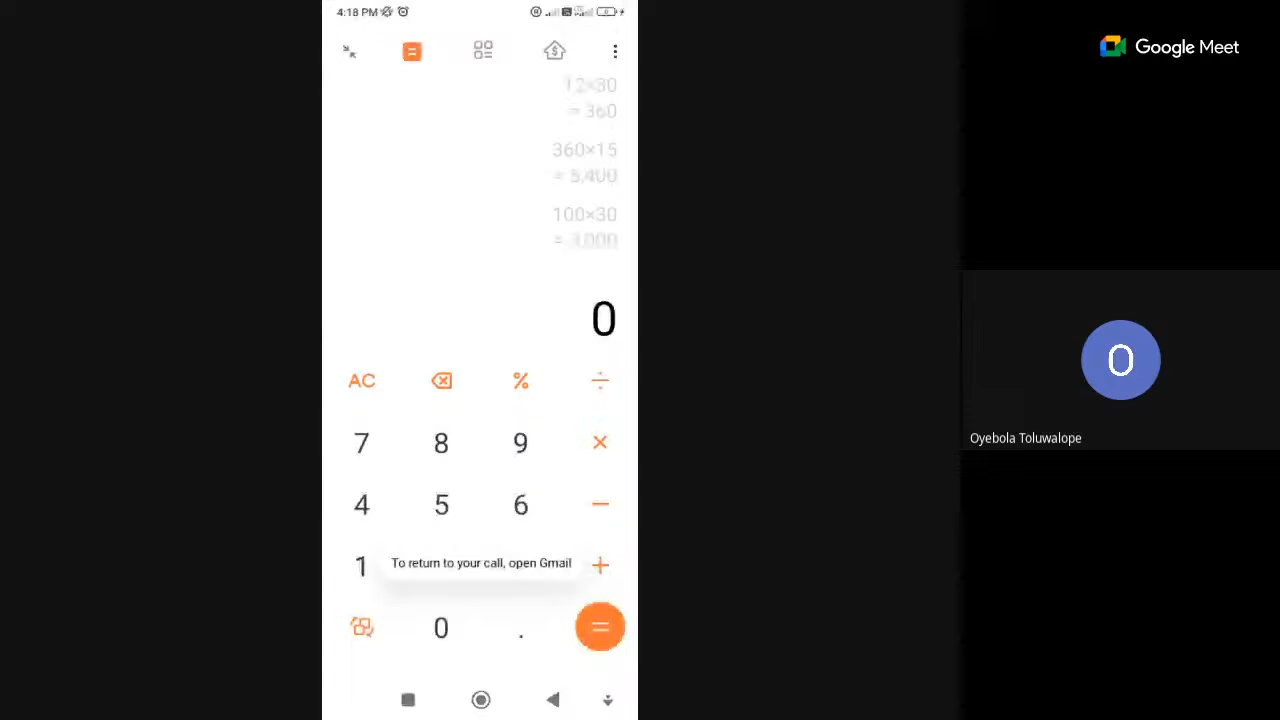 4:18 PM
Google Meet
12×30
= 360
360×15
= 5,400
100×30
= 3,000
0
AC % ÷
7 8 9 ×
4 5 6 −
1 To return to your call, open Gmail +
0 . =
O
Oyebola Toluwalope